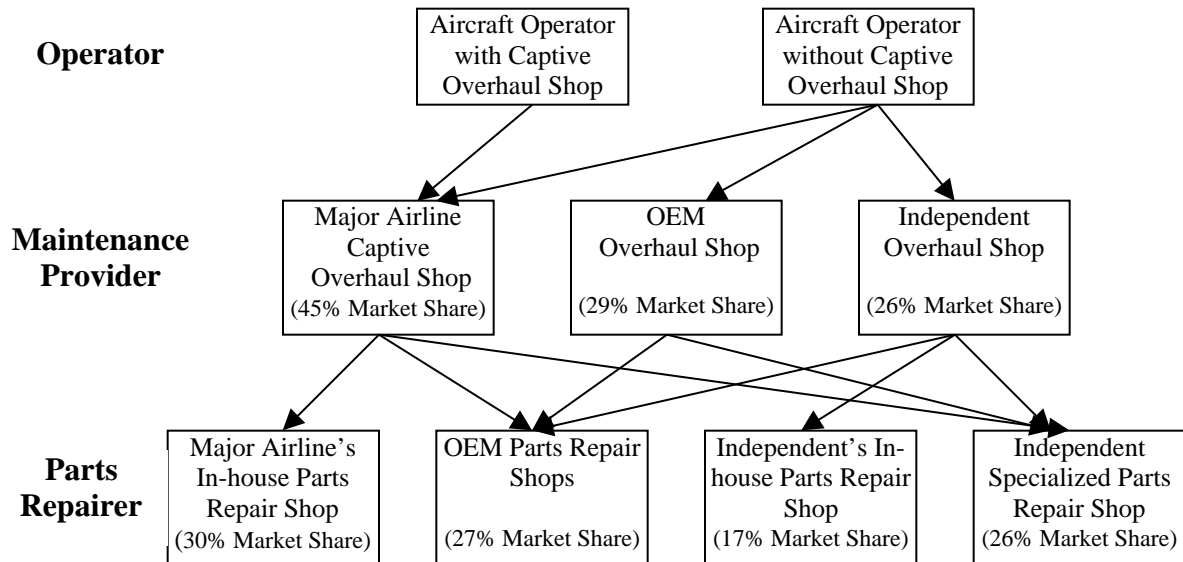 Operator
Aircraft Operator
with Captive
Overhaul Shop
Aircraft Operator
without Captive
Overhaul Shop
Maintenance
Provider
Major Airline
Captive
Overhaul Shop
(45% Market Share)
OEM
Overhaul Shop
(29% Market Share)
Independent
Overhaul Shop
(26% Market Share)
Parts
Repairer
Major Airline’s
In-house Parts
Repair Shop
(30% Market Share)
OEM Parts Repair
Shops
(27% Market Share)
Independent’s In-
house Parts Repair
Shop
(17% Market Share)
Independent
Specialized Parts
Repair Shop
(26% Market Share)